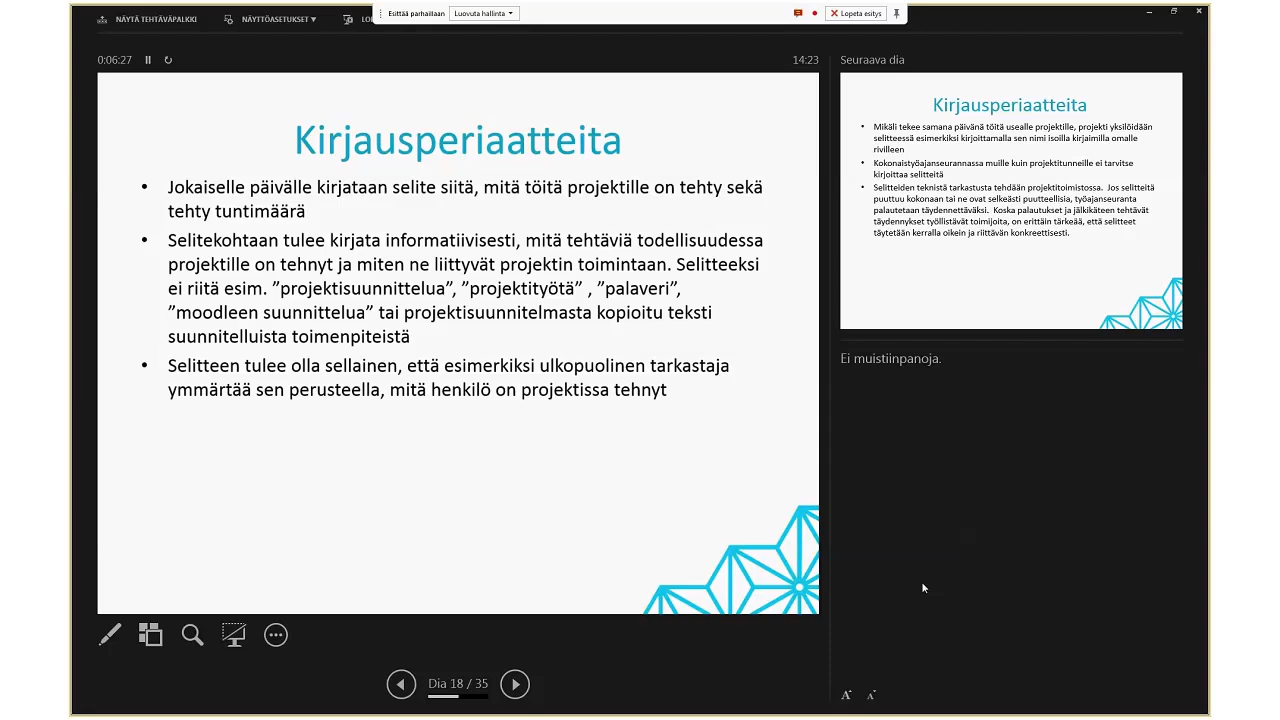 NÄYTÄ TEHTÄVÄPALKKI
NÄYTTÖASETUKSET ▼
Esittää parhaillaan
Luovuta hallinta
Lopeta esitys
0:06:27
14:23
Kirjausperiaatteita
• Jokaiselle päivälle kirjataan selite siitä, mitä töitä projektille on tehty sekä
tehty tuntimäärä
• Selitekohtaan tulee kirjata informatiivisesti, mitä tehtäviä todellisuudessa
projektille on tehnyt ja miten ne liittyvät projektin toimintaan. Selitteeksi
ei riitä esim. ”projektisuunnittelua”, ”projektityötä” , ”palaveri”,
”moodleen suunnittelua” tai projektisuunnitelmasta kopioitu teksti
suunnitelluista toimenpiteistä
• Selitteen tulee olla sellainen, että esimerkiksi ulkopuolinen tarkastaja
ymmärtää sen perusteella, mitä henkilö on projektissa tehnyt
Dia 18 / 35
Seuraava dia
Kirjausperiaatteita
• Mikäli tekee samana päivänä töitä usealle projektille, projekti yksilöidään
selitteessä esimerkiksi kirjoittamalla sen nimi isoilla kirjaimilla omalle
rivilleen
• Kokonaistyöajanseurannassa muille kuin projektitunneille ei tarvitse
kirjoittaa selitteitä
• Selitteiden teknistä tarkastusta tehdään projektitoimistossa. Jos selitteitä
puuttuu kokonaan tai ne ovat selkeästi puutteellisia, työajanseuranta
palautetaan täydennettäväksi. Koska palautukset ja jälkikäteen tehtävät
täydennykset työllistävät toimijoita, on erittäin tärkeää, että selitteet
täytetään kerralla oikein ja riittävän konkreettisesti.
Ei muistiinpanoja.
A A